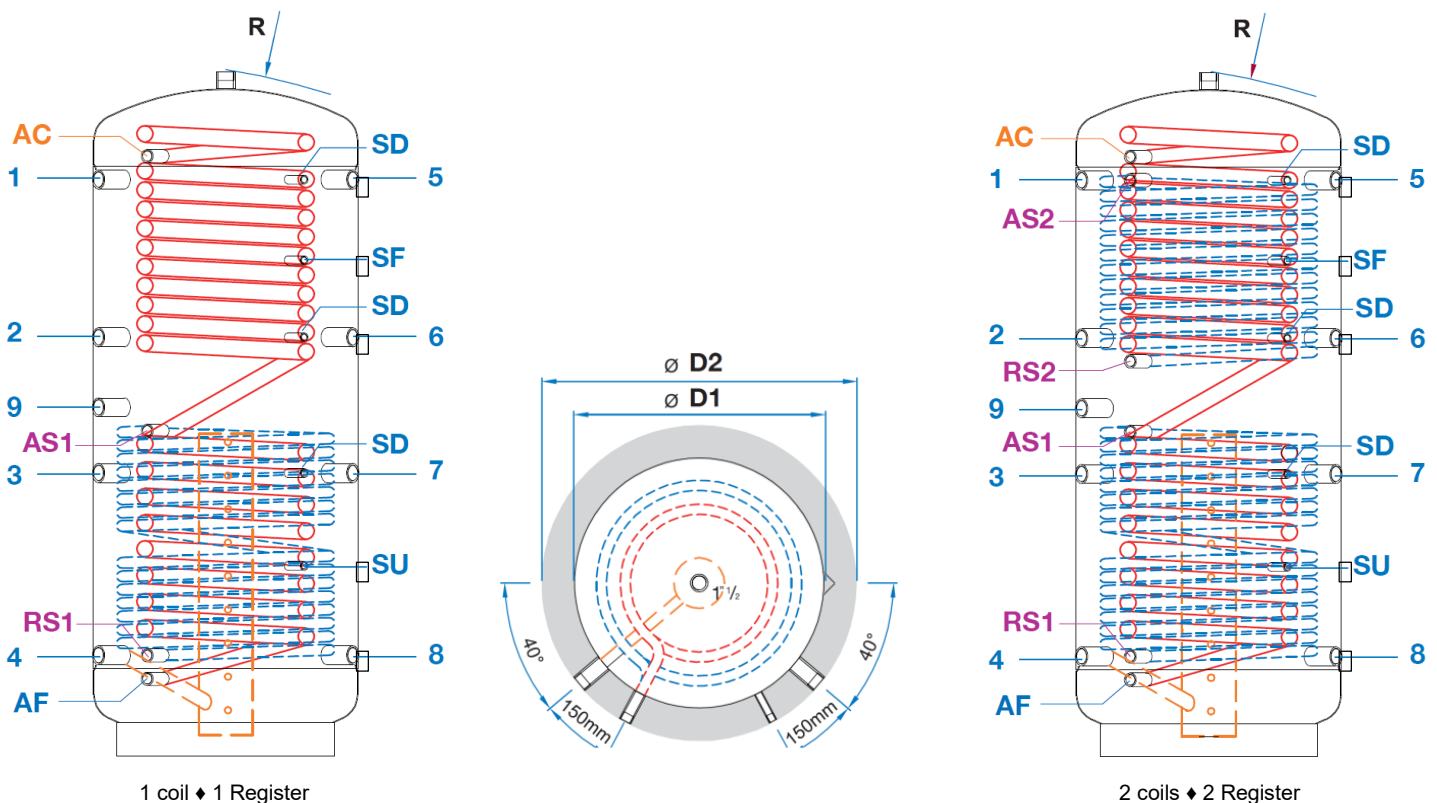 R
AC
SD
1
5
SF
SD
2
6
9
AS1
SD
3
7
SU
RS1
4
8
AF
1 coil ♦ 1 Register
ø D2
ø D1
1" 1/2
40°
40°
150mm
150mm
R
AC
SD
1
5
AS2
SF
SD
2
6
RS2
9
AS1
SD
3
7
SU
RS1
4
8
AF
2 coils ♦ 2 Register